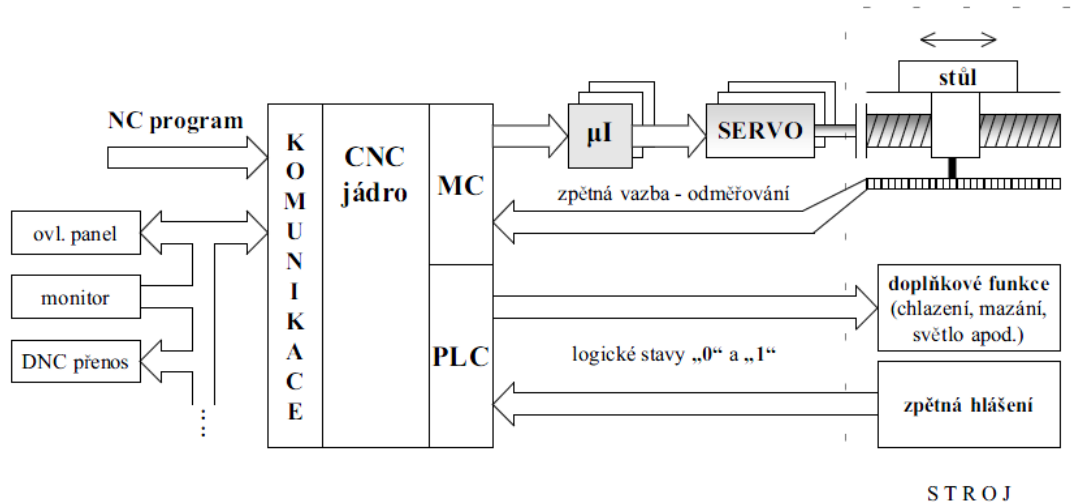 stůl
NC program
µI
SERVO
KOMUNIKACE
CNC
jádro
MC
zpětná vazba - odměřování
ovl. panel
monitor
DNC přenos
PLC
doplňkové funkce
(chlazení, mazání,
světlo apod.)
logické stavy „0“ a „1“
zpětná hlášení
STROJ